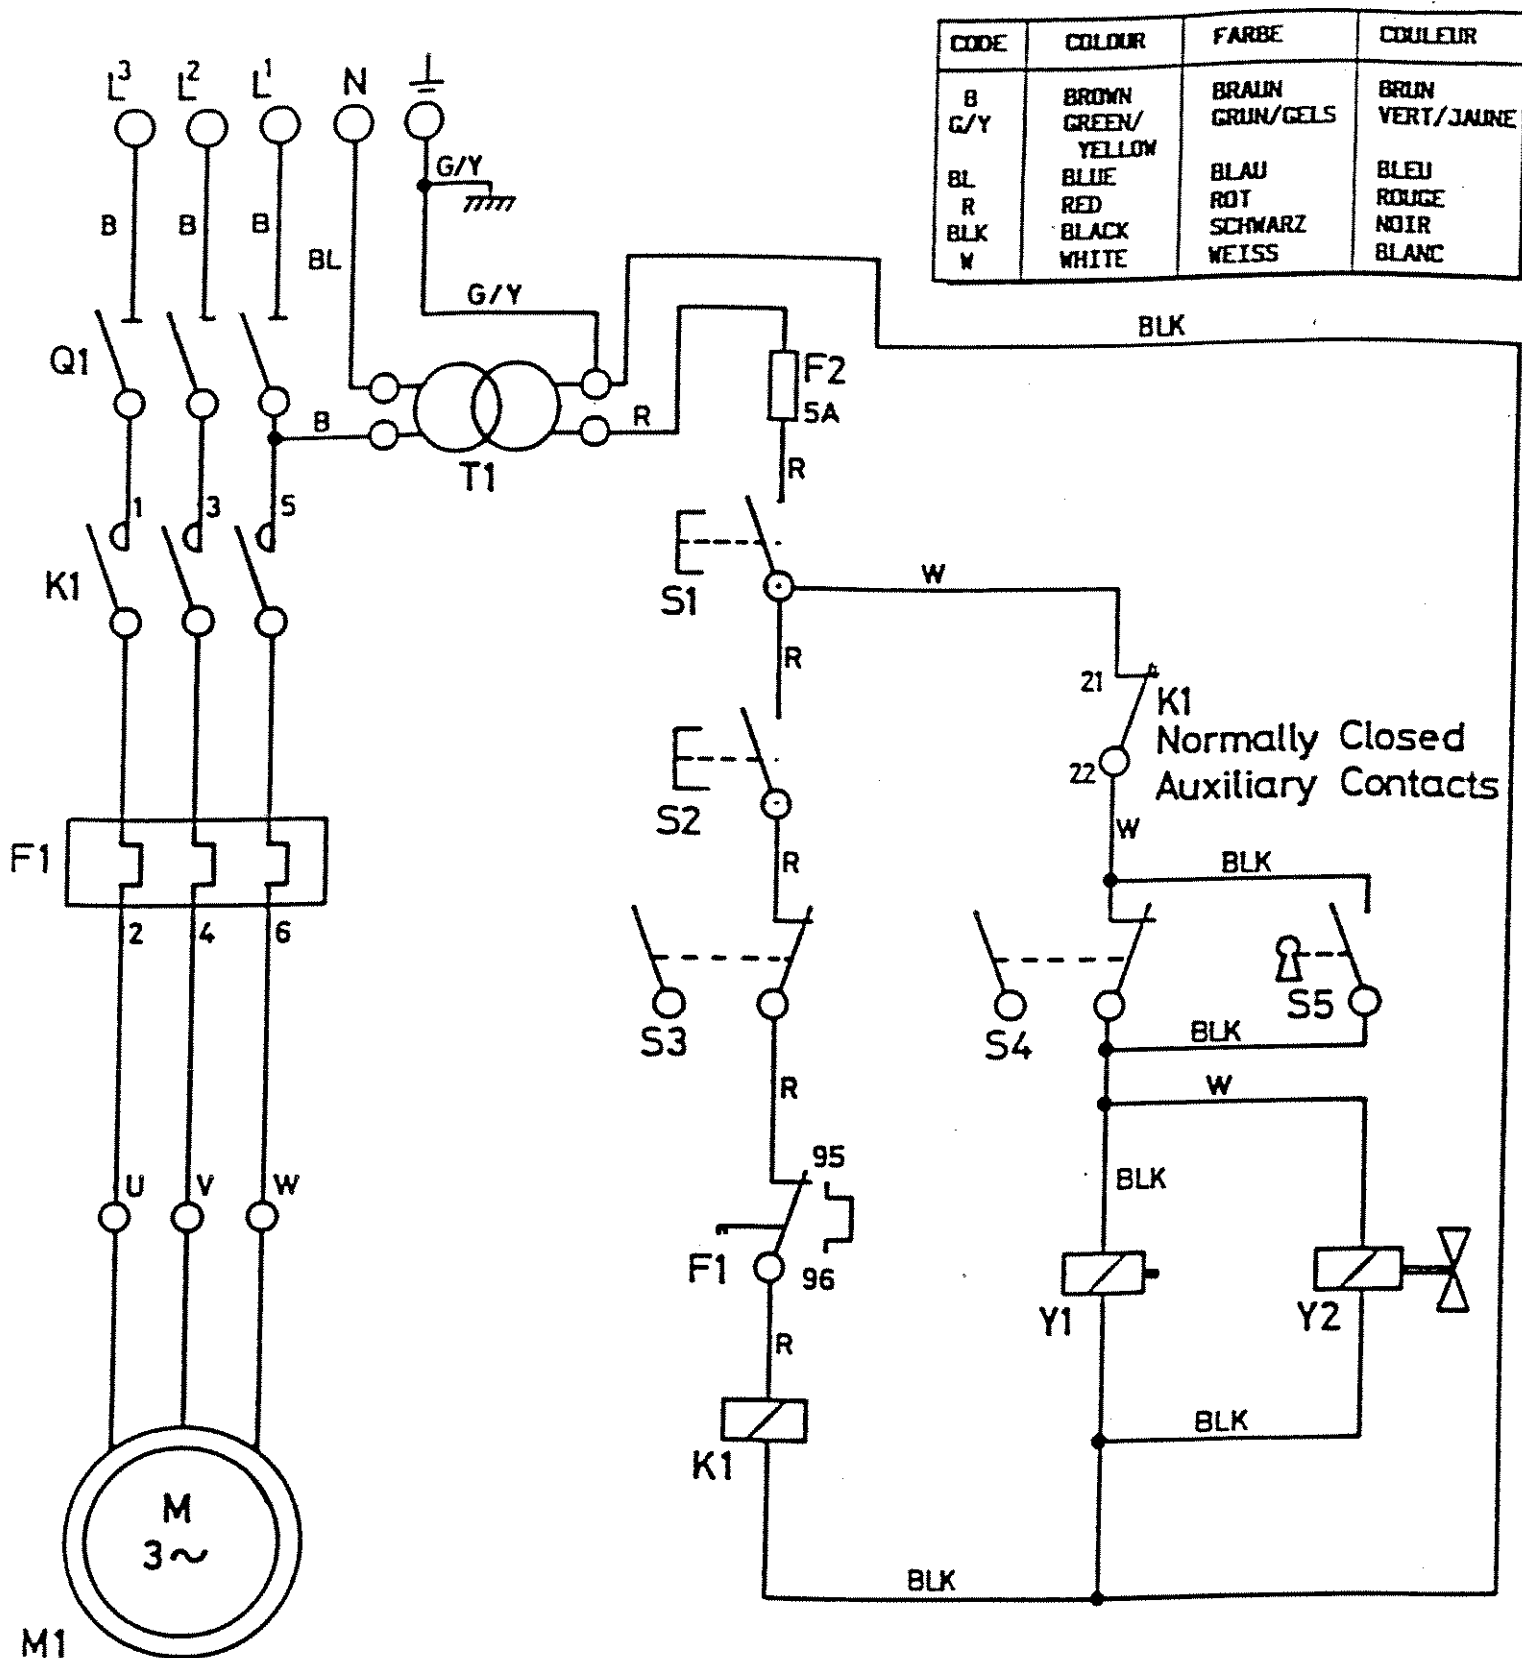 CODE COLOUR FARBE COULEUR
B BROWN BRAUN BRUN
G/Y GREEN/ GRUN/GELS VERT/JAUNE
YELLOW
BL BLUE BLAU BLEU
R RED ROT ROUGE
BLK BLACK SCHWARZ NOIR
W WHITE WEISS BLANC
L3 L2 L1 N
G/Y
B B B
BL
G/Y
BLK
Q1
F2
5A
B
R
T1
R
1 3 5
K1
S1
W
R
21
K1
Normally Closed
22
Auxiliary Contacts
S2
W
F1
R
BLK
2 4 6
S3
S4
S5
BLK
R
W
95
U V W
BLK
F1
96
Y1
Y2
R
BLK
K1
M
3~
BLK
M1